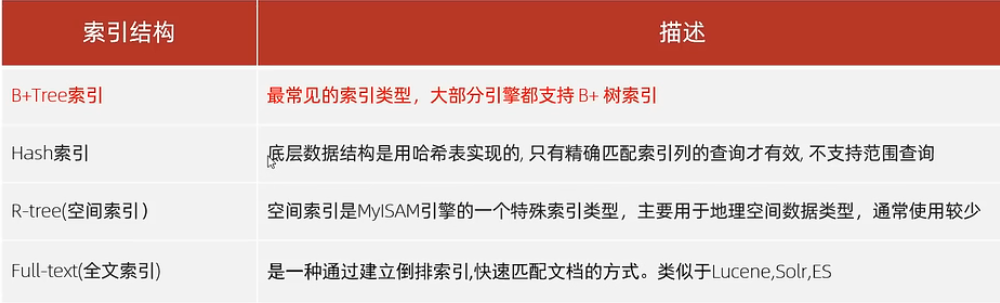 索引结构 描述
B+Tree索引 最常见的索引类型，大部分引擎都支持 B+ 树索引
Hash索引 底层数据结构是用哈希表实现的, 只有精确匹配索引列的查询才有效, 不支持范围查询
R-tree(空间索引） 空间索引是MyISAM引擎的一个特殊索引类型，主要用于地理空间数据类型，通常使用较少
Full-text(全文索引) 是一种通过建立倒排索引,快速匹配文档的方式。类似于Lucene,Solr,ES